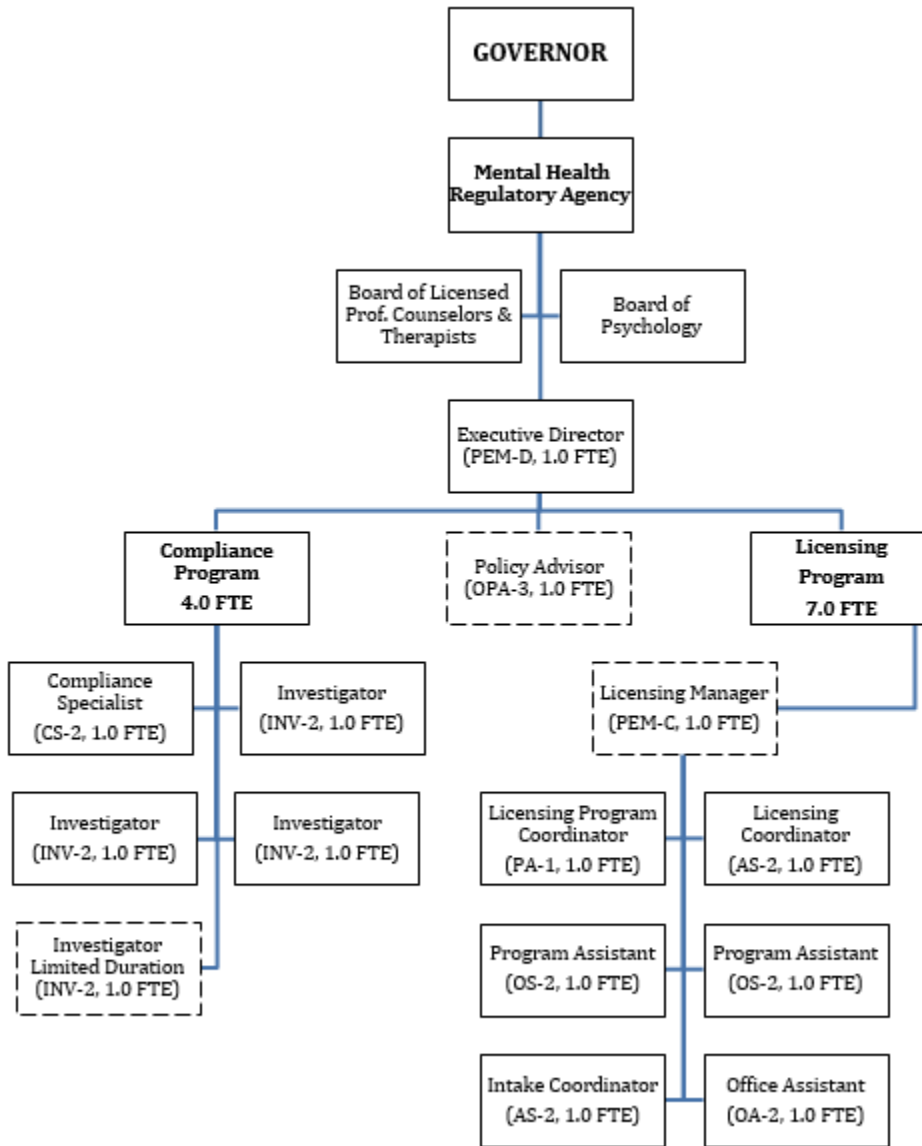 GOVERNOR
Mental Health
Regulatory Agency
Board of Licensed
Prof. Counselors &
Therapists
Board of
Psychology
Executive Director
(PEM-D, 1.0 FTE)
Compliance
Program
4.0 FTE
Policy Advisor
(OPA-3, 1.0 FTE)
Licensing
Program
7.0 FTE
Compliance
Specialist
(CS-2, 1.0 FTE)
Investigator
(INV-2, 1.0 FTE)
Licensing Manager
(PEM-C, 1.0 FTE)
Investigator
(INV-2, 1.0 FTE)
Investigator
(INV-2, 1.0 FTE)
Licensing Program
Coordinator
(PA-1, 1.0 FTE)
Licensing
Coordinator
(AS-2, 1.0 FTE)
Investigator
Limited Duration
(INV-2, 1.0 FTE)
Program Assistant
(OS-2, 1.0 FTE)
Program Assistant
(OS-2, 1.0 FTE)
Intake Coordinator
(AS-2, 1.0 FTE)
Office Assistant
(OA-2, 1.0 FTE)